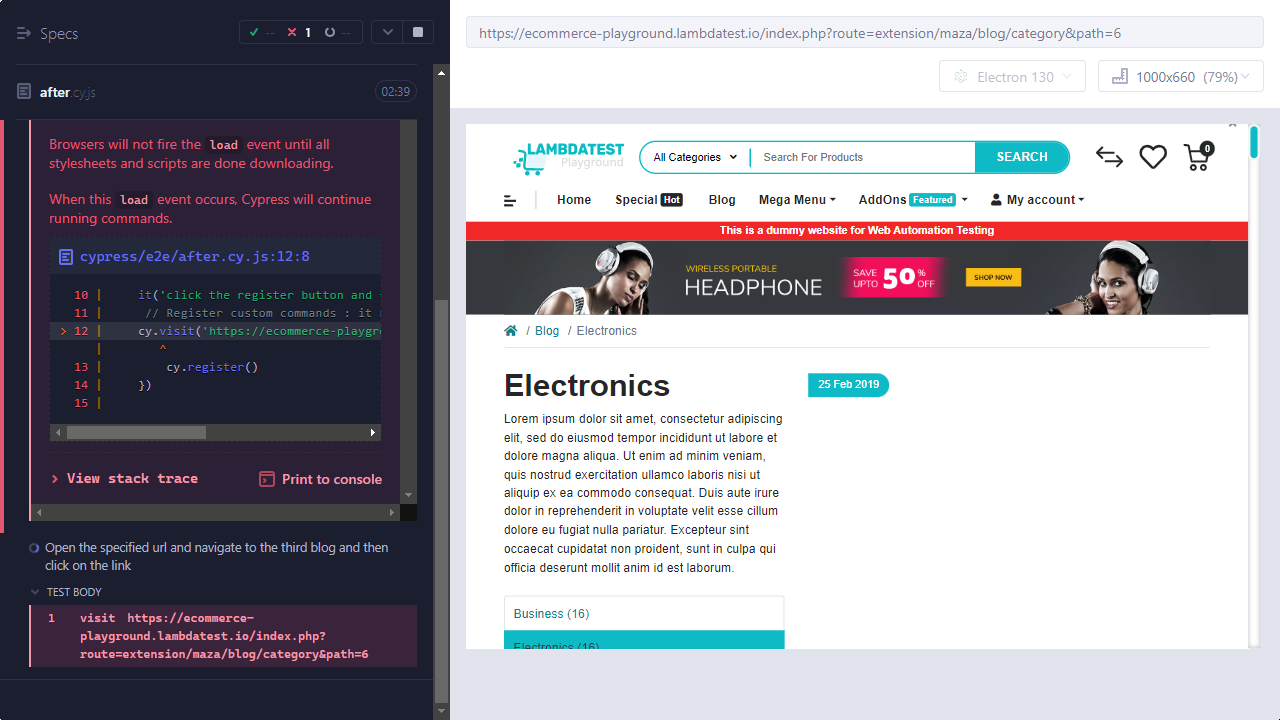 Specs
-- 1 --
after.cy.js
02:39
Browsers will not fire the load event until all
stylesheets and scripts are done downloading.
When this load event occurs, Cypress will continue
running commands.
cypress/e2e/after.cy.js:12:8
10 | it('click the register button and
11 | // Register custom commands : it
> 12 | cy.visit('https://ecommerce-playgr
| ^
13 | cy.register()
14 | })
15 |
> View stack trace
Print to console
Open the specified url and navigate to the third blog and then
click on the link
TEST BODY
1 visit https://ecommerce-
playground.lambdatest.io/index.php?
route=extension/maza/blog/category&path=6
https://ecommerce-playground.lambdatest.io/index.php?route=extension/maza/blog/category&path=6
Electron 130
1000x660 (79%)
LAMBDATEST
Playground
All Categories
Search For Products
SEARCH
0
Home
Special Hot
Blog
Mega Menu
AddOns Featured
My account
This is a dummy website for Web Automation Testing
WIRELESS PORTABLE
HEADPHONE
SAVE
UPTO
50
%
OFF
SHOP NOW
/ Blog / Electronics
Electronics
25 Feb 2019
Lorem ipsum dolor sit amet, consectetur adipiscing
elit, sed do eiusmod tempor incididunt ut labore et
dolore magna aliqua. Ut enim ad minim veniam,
quis nostrud exercitation ullamco laboris nisi ut
aliquip ex ea commodo consequat. Duis aute irure
dolor in reprehenderit in voluptate velit esse cillum
dolore eu fugiat nulla pariatur. Excepteur sint
occaecat cupidatat non proident, sunt in culpa qui
officia deserunt mollit anim id est laborum.
Business (16)
Electronics (16)